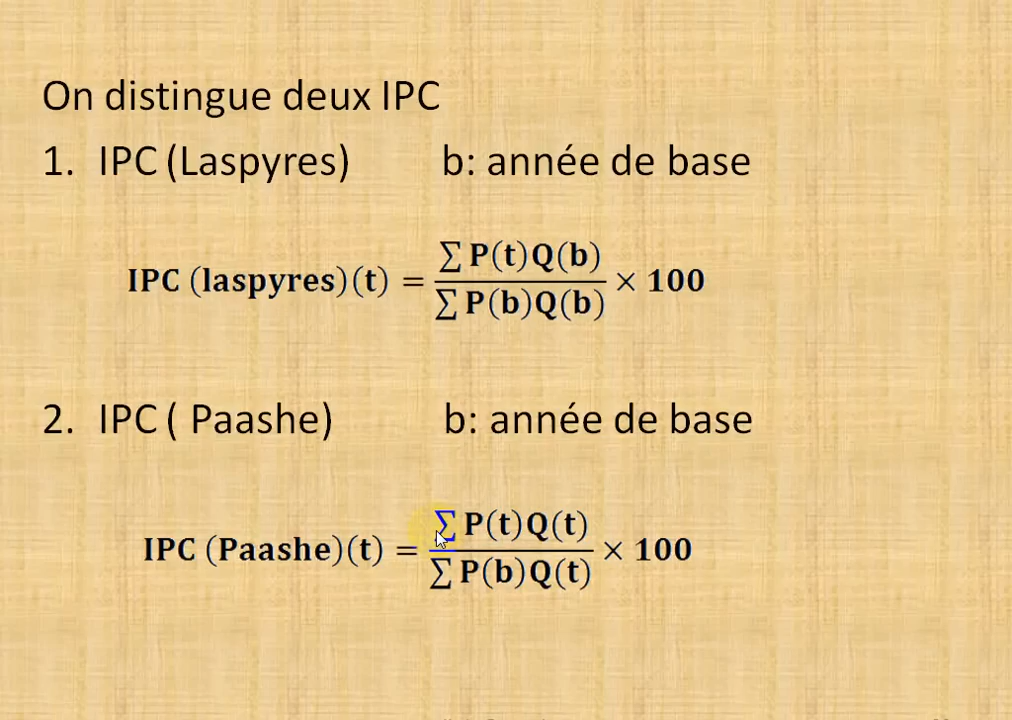 On distingue deux IPC
1. IPC (Laspyres) b: année de base
IPC (laspyres)(t) = ∑ P(t)Q(b) / ∑ P(b)Q(b) × 100
2. IPC ( Paashe) b: année de base
IPC (Paashe)(t) = ∑ P(t)Q(t) / ∑ P(b)Q(t) × 100